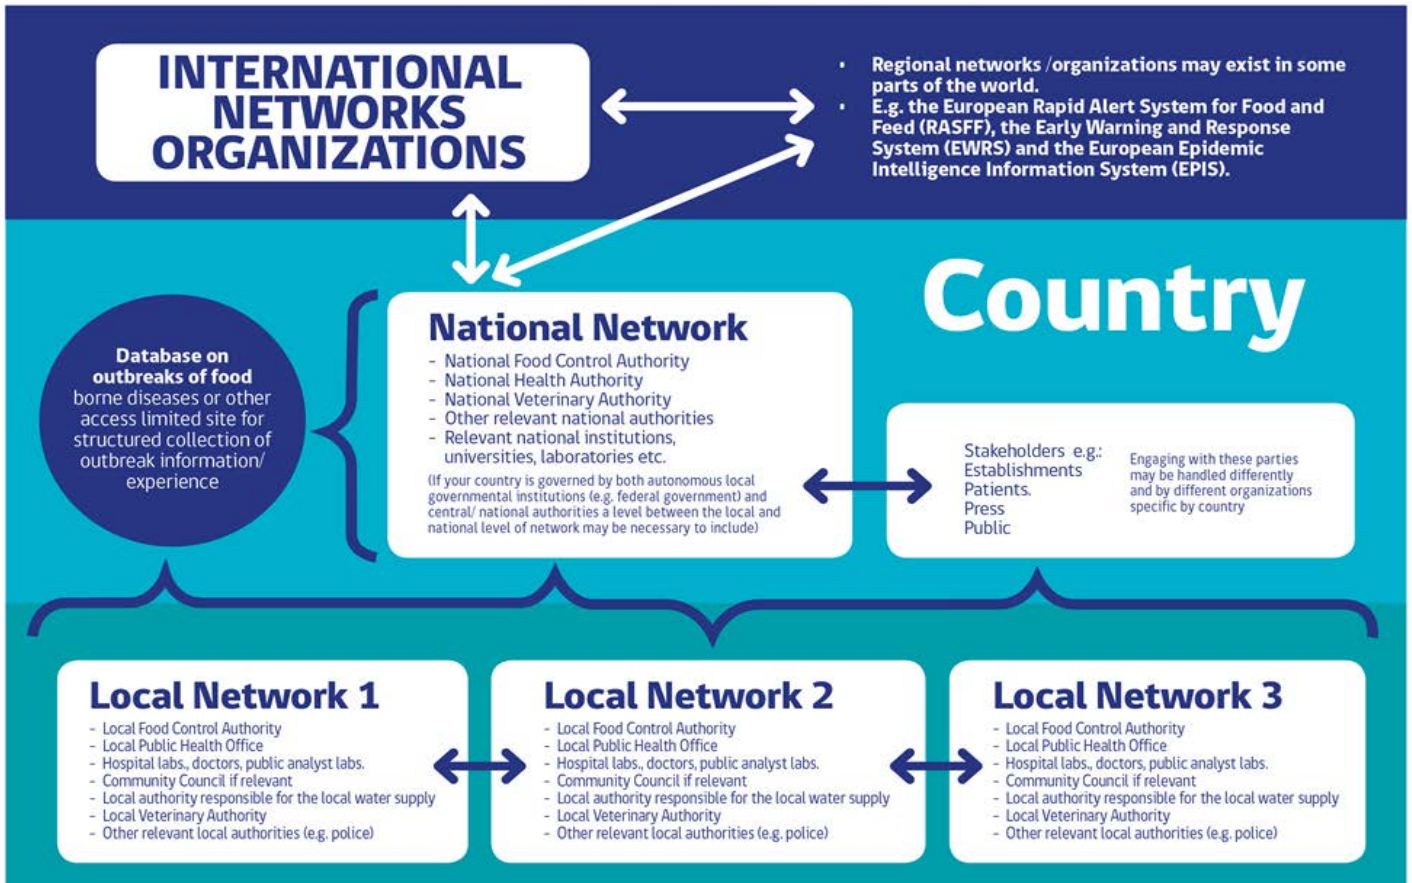 INTERNATIONAL
NETWORKS
ORGANIZATIONS
• Regional networks /organizations may exist in some
parts of the world.
• E.g. the European Rapid Alert System for Food and
Feed (RASFF), the Early Warning and Response
System (EWRS) and the European Epidemic
Intelligence Information System (EPIS).
Country
Database on
outbreaks of food
borne diseases or other
access limited site for
structured collection of
outbreak information/
experience
National Network
- National Food Control Authority
- National Health Authority
- National Veterinary Authority
- Other relevant national authorities
- Relevant national institutions,
universities, laboratories etc.
(If your country is governed by both autonomous local
governmental institutions (e.g. federal government) and
central/ national authorities a level between the local and
national level of network may be necessary to include)
Stakeholders e.g.:
Establishments
Patients.
Press
Public
Engaging with these parties
may be handled differently
and by different organizations
specific by country
Local Network 1
- Local Food Control Authority
- Local Public Health Office
- Hospital labs., doctors, public analyst labs.
- Community Council if relevant
- Local authority responsible for the local water supply
- Local Veterinary Authority
- Other relevant local authorities (e.g. police)
Local Network 2
- Local Food Control Authority
- Local Public Health Office
- Hospital labs., doctors, public analyst labs.
- Community Council if relevant
- Local authority responsible for the local water supply
- Local Veterinary Authority
- Other relevant local authorities (e.g. police)
Local Network 3
- Local Food Control Authority
- Local Public Health Office
- Hospital labs., doctors, public analyst labs.
- Community Council if relevant
- Local authority responsible for the local water supply
- Local Veterinary Authority
- Other relevant local authorities (e.g. police)